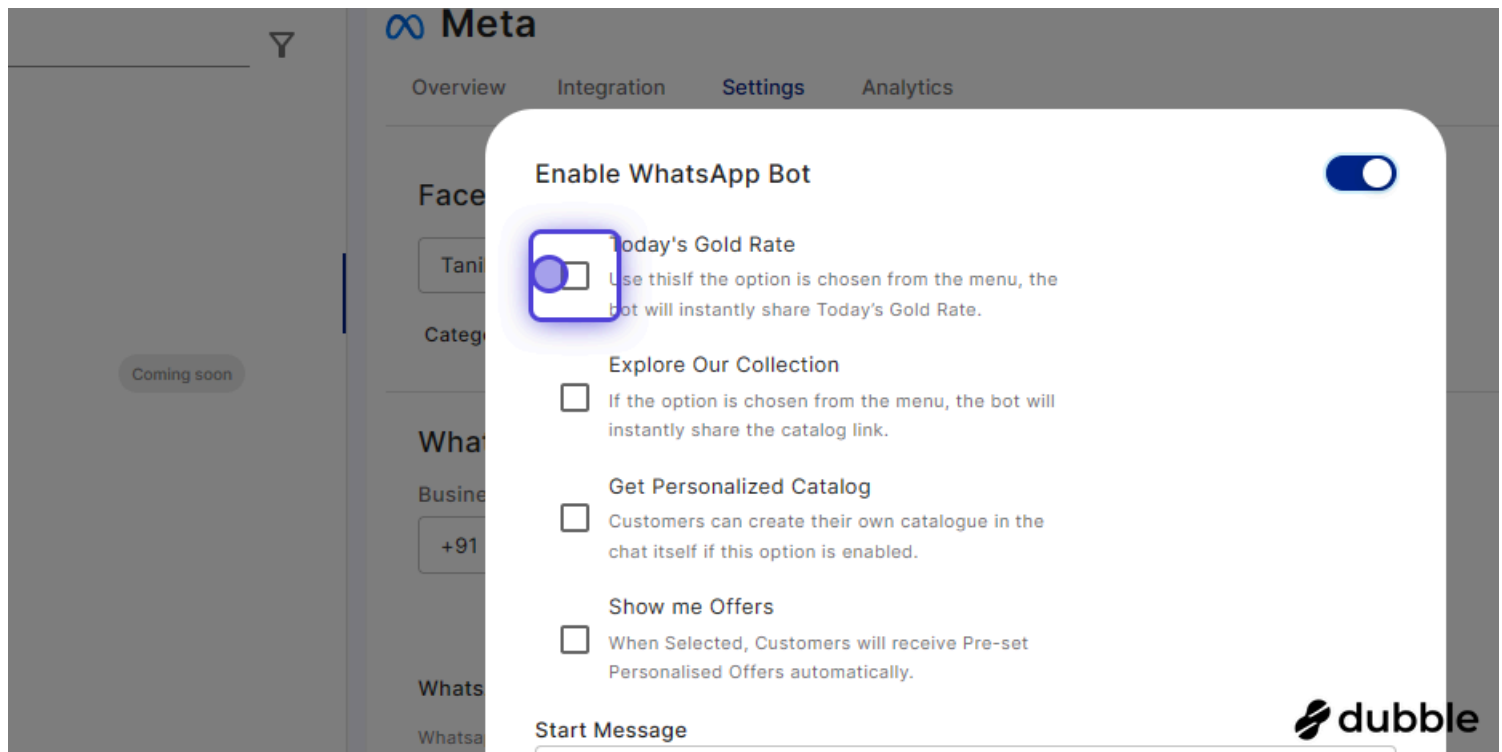 Meta
Overview Integration Settings Analytics
Enable WhatsApp Bot
Face
Today's Gold Rate
Tani
Use thisIf the option is chosen from the menu, the
bot will instantly share Today’s Gold Rate.
Catego
Explore Our Collection
Coming soon
If the option is chosen from the menu, the bot will
instantly share the catalog link.
What
Get Personalized Catalog
Busine
Customers can create their own catalogue in the
+91
chat itself if this option is enabled.
Show me Offers
When Selected, Customers will receive Pre-set
Personalised Offers automatically.
Whats
Start Message
Whatsa
dubble